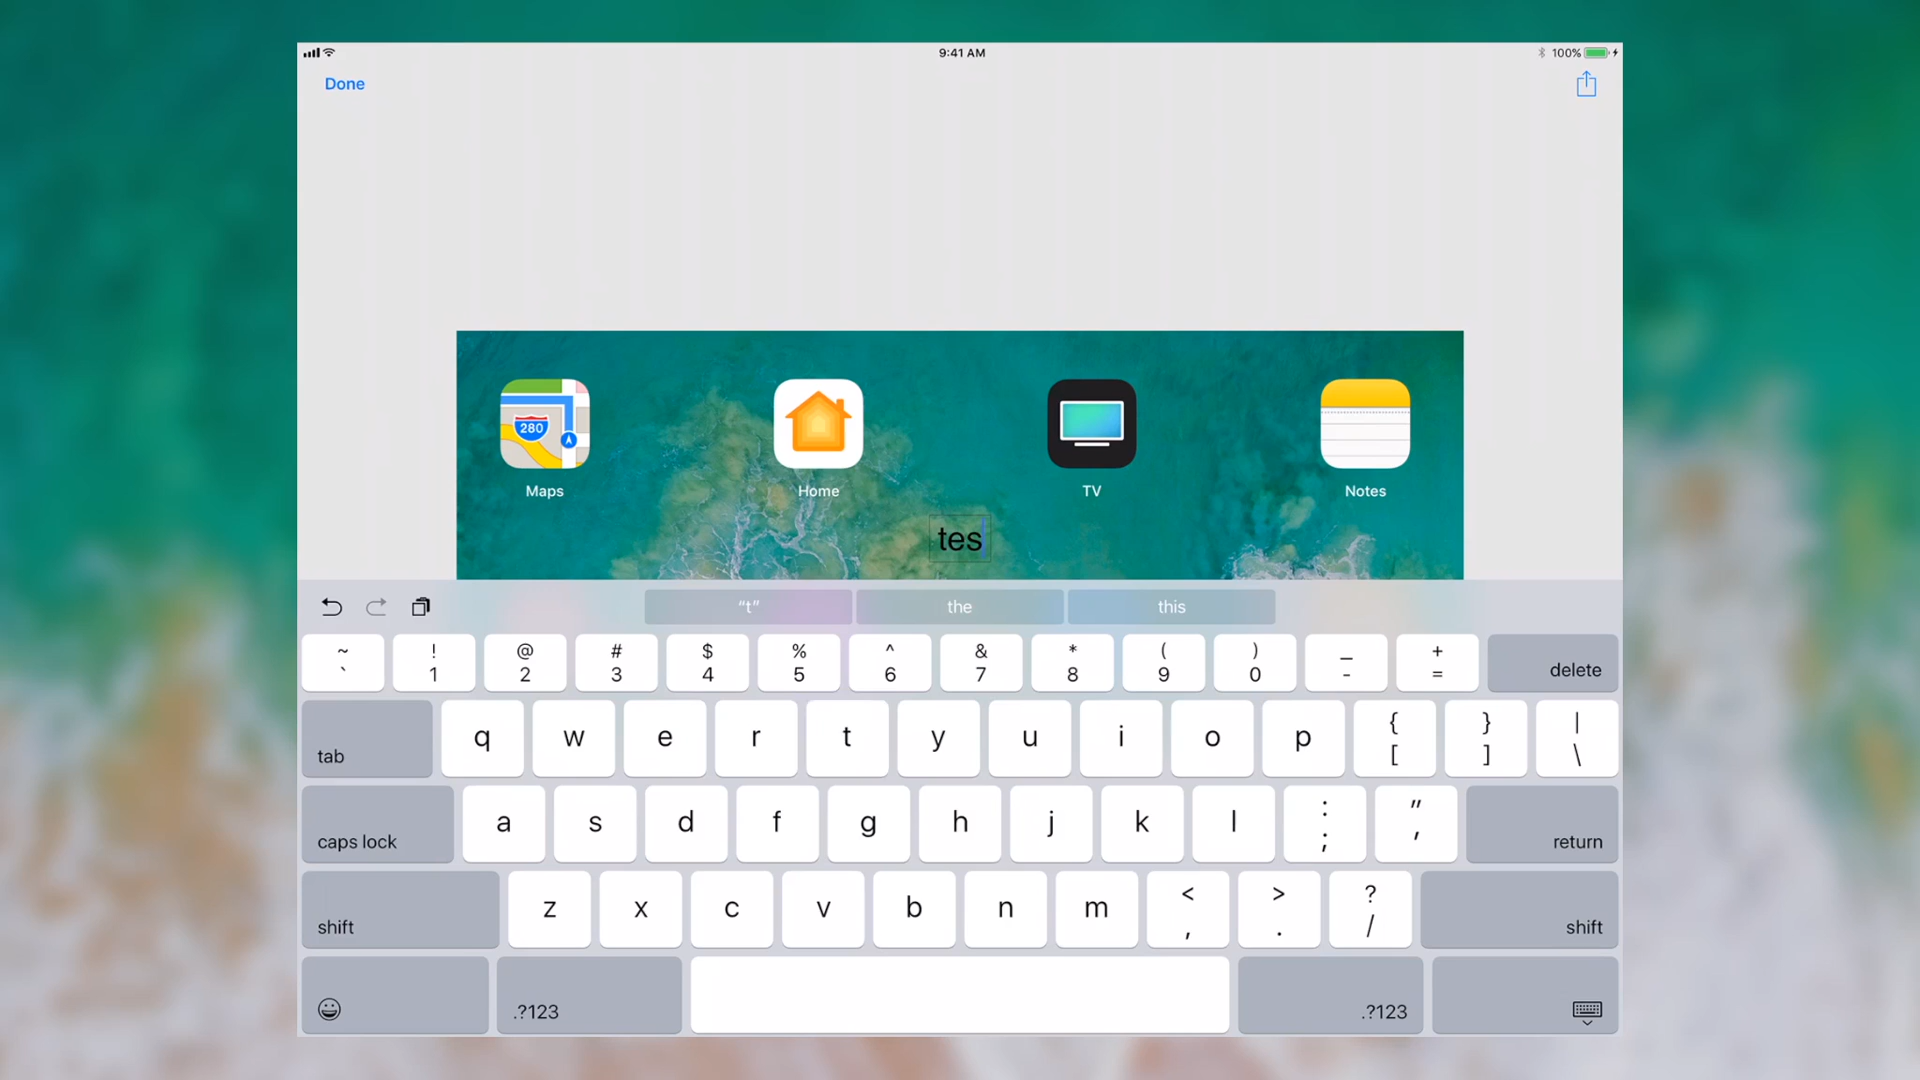 9:41 AM 100%
Done
280
Maps Home TV Notes
tes
“t” the this
~ ! @ # $ % ^ & * ( ) _ +
` 1 2 3 4 5 6 7 8 9 0 - = delete
tab q w e r t y u i o p { [ } ] | \
caps lock a s d f g h j k l : ; " ' return
shift z x c v b n m < , > . ? / shift
.?123 .?123